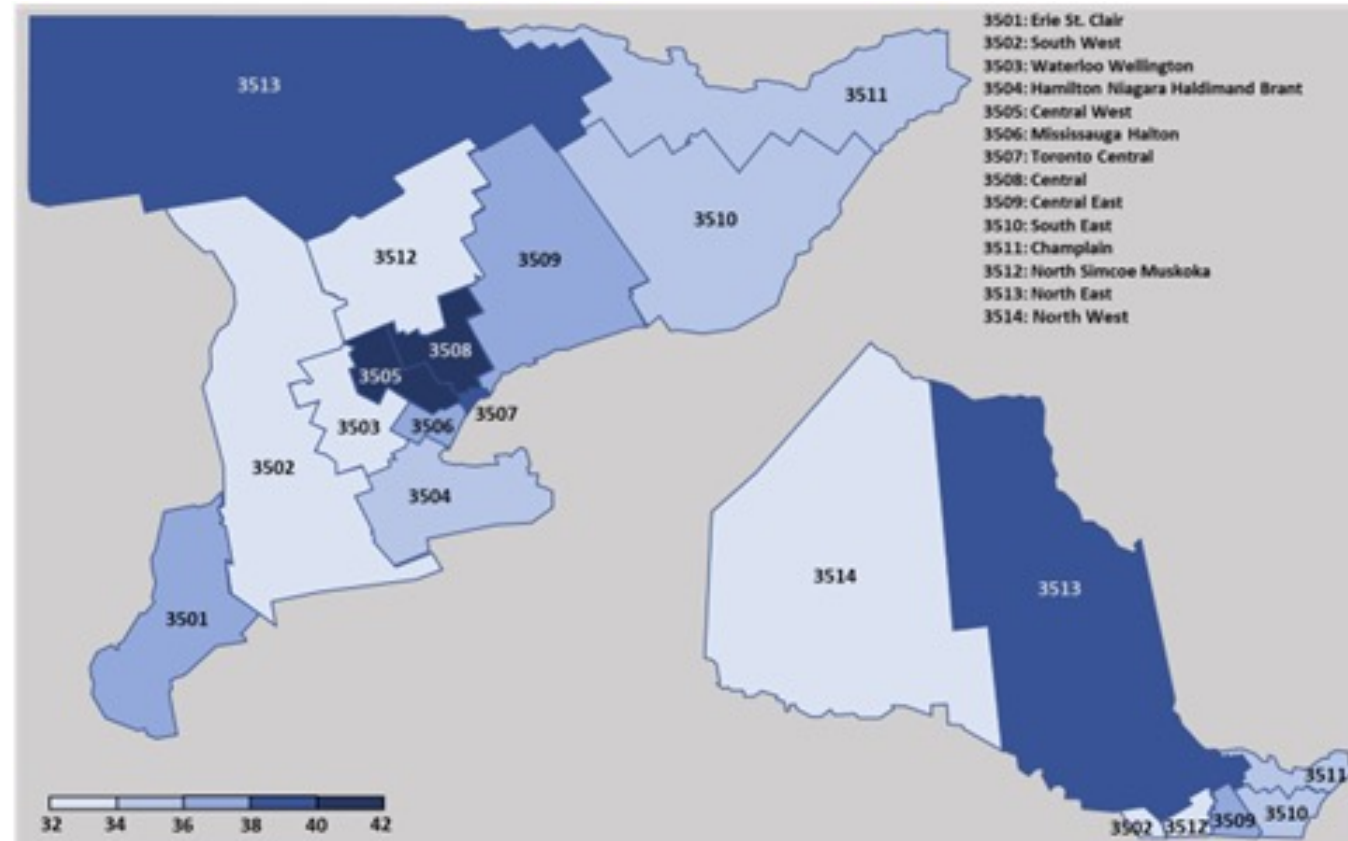 3501: Erie St. Clair
3502: South West
3503: Waterloo Wellington
3504: Hamilton Niagara Haldimand Brant
3505: Central West
3506: Mississauga Halton
3507: Toronto Central
3508: Central
3509: Central East
3510: South East
3511: Champlain
3512: North Simcoe Muskoka
3513: North East
3514: North West
3513
3511
3510
3512
3509
3508
3505
3507
3503
3506
3502
3504
3501
3514
3513
3511
3510
3509
3512
3502
32 34 36 38 40 42